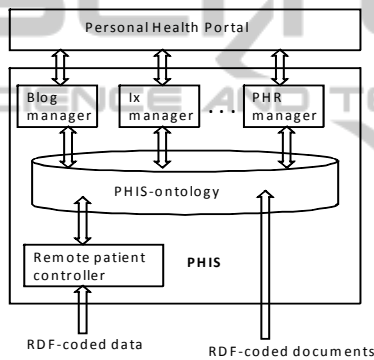 Personal Health Portal
Blog manager
Ix manager
. . .
PHR manager
PHIS-ontology
Remote patient controller
PHIS
RDF-coded data
RDF-coded documents